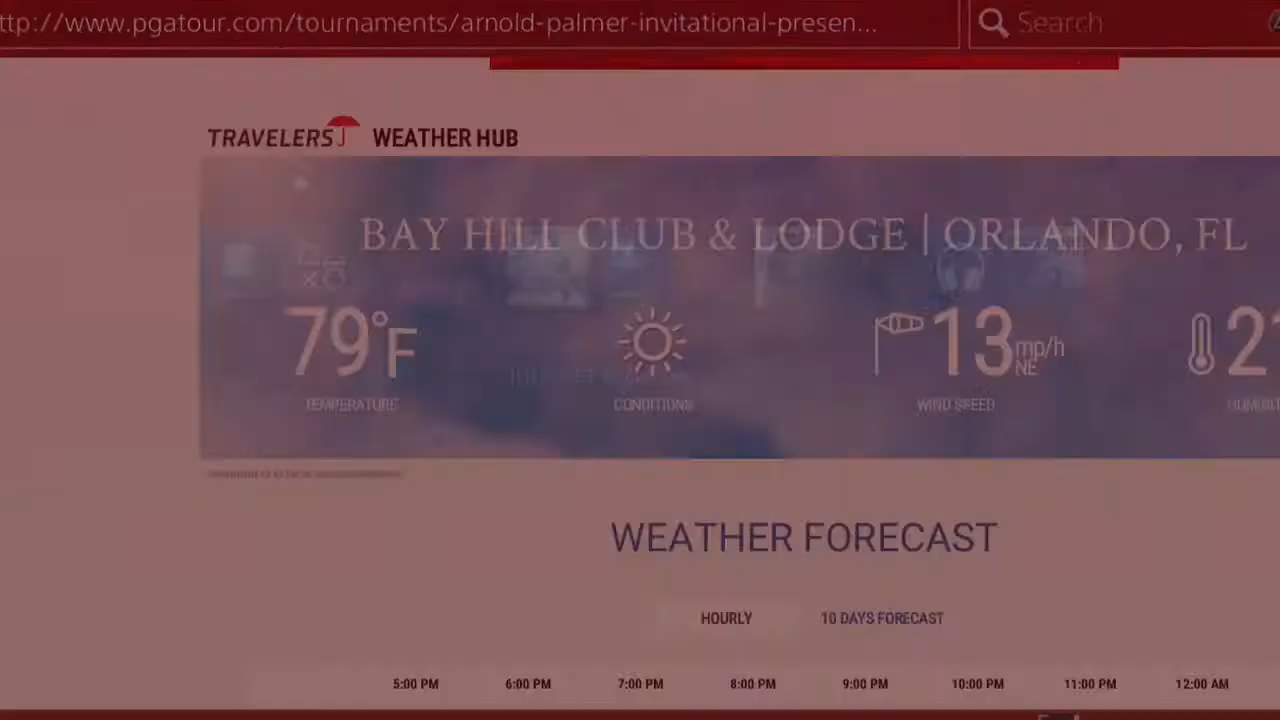 ttp://www.pgatour.com/tournaments/arnold-palmer-invitational-presen...
Search
TRAVELERS WEATHER HUB
BAY HILL CLUB & LODGE | ORLANDO, FL
79°F
13 mp/h
NE
TEMPERATURE
CONDITIONS
WIND SPEED
WEATHER FORECAST
HOURLY
10 DAYS FORECAST
5:00 PM 6:00 PM 7:00 PM 8:00 PM 9:00 PM 10:00 PM 11:00 PM 12:00 AM